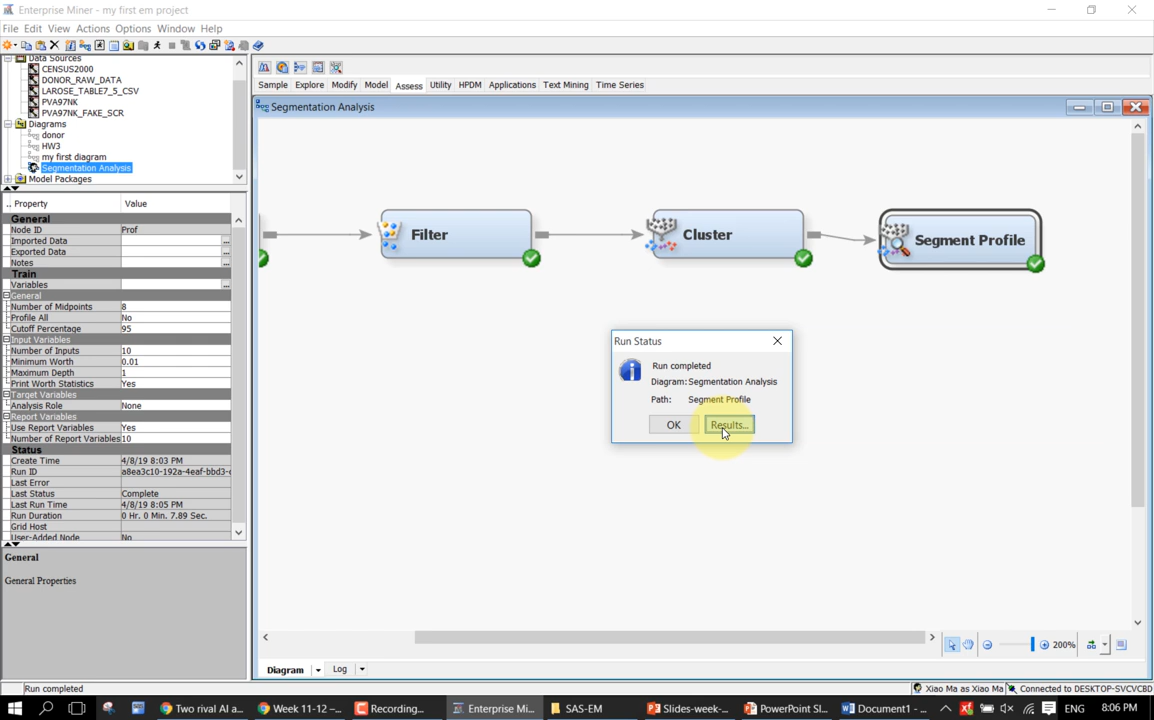 Enterprise Miner - my first em project
File Edit View Actions Options Window Help
Data Sources
CENSUS2000
DONOR_RAW_DATA
LAROSE_TABLE7_5_CSV
PVA97NK
PVA97NK_FAKE_SCR
Diagrams
donor
HW3
my first diagram
Segmentation Analysis
Model Packages
Sample Explore Modify Model Assess Utility HPDM Applications Text Mining Time Series
Segmentation Analysis
.. Property Value
General
Node ID Prof
Imported Data ...
Exported Data ...
Notes ...
Train
Variables ...
General
Number of Midpoints 8
Profile All No
Cutoff Percentage 95
Input Variables
Number of Inputs 10
Minimum Worth 0.01
Maximum Depth 1
Print Worth Statistics Yes
Target Variables
Analysis Role None
Report Variables
Use Report Variables Yes
Number of Report Variables 10
Status
Create Time 4/8/19 8:03 PM
Run ID a8ea3c10-192a-4eaf-bbd3-
Last Error
Last Status Complete
Last Run Time 4/8/19 8:05 PM
Run Duration 0 Hr. 0 Min. 7.89 Sec.
Grid Host
User-Added Node No
General
General Properties
Filter
Cluster
Segment Profile
Run Status
Run completed
Diagram: Segmentation Analysis
Path: Segment Profile
OK Results...
200%
Diagram Log
Run completed
Xiao Ma as Xiao Ma Connected to DESKTOP-SVCVCBD
Two rival AI a... Week 11-12 –... Recording... Enterprise Mi... SAS-EM Slides-week-... PowerPoint Sl... Document1 - ... ENG 8:06 PM